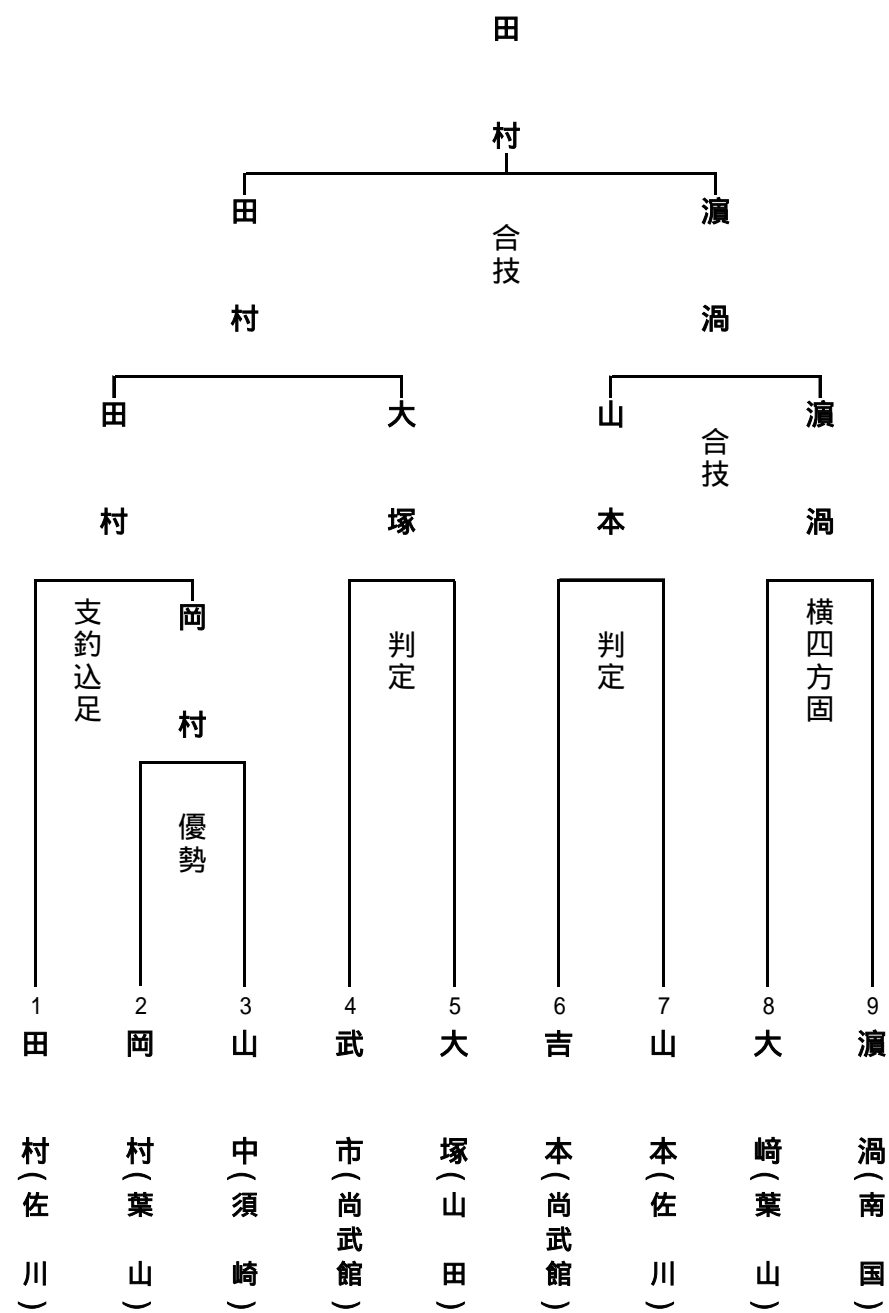 田村
田村
濵渦
合技
田村
大塚
山本
濵渦
合技
支釣込足
岡村
判定
判定
横四方固
優勢
1 2 3 4 5 6 7 8 9
田村(佐川)
岡村(葉山)
山中(須崎)
武市(尚武館)
大塚(山田)
吉本(尚武館)
山本(佐川)
大﨑(葉山)
濵渦(南国)